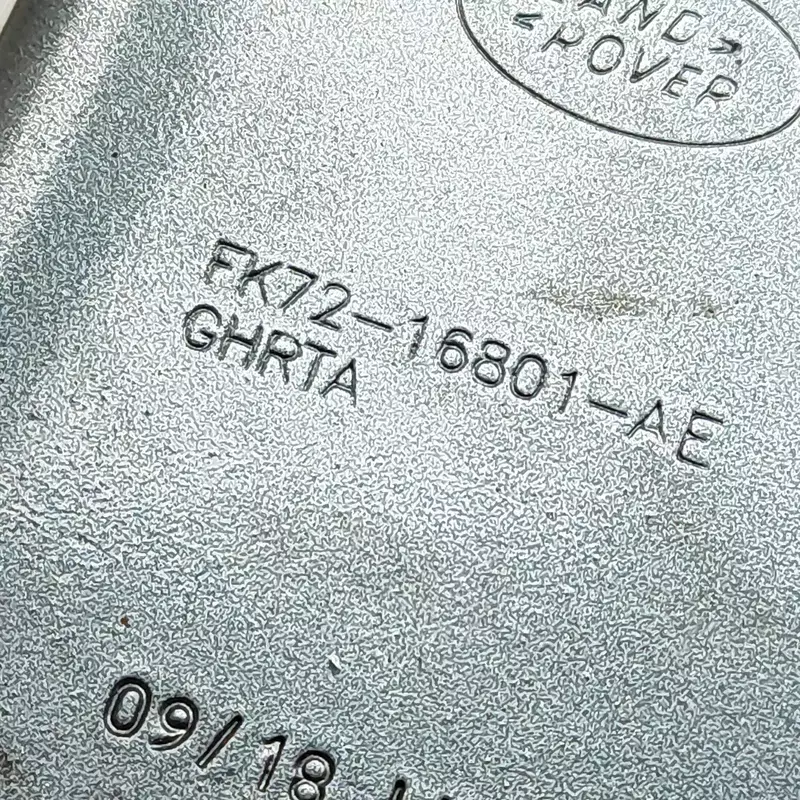 LAND
ROVER
FK72-16801-AE
GHRTA
09/18